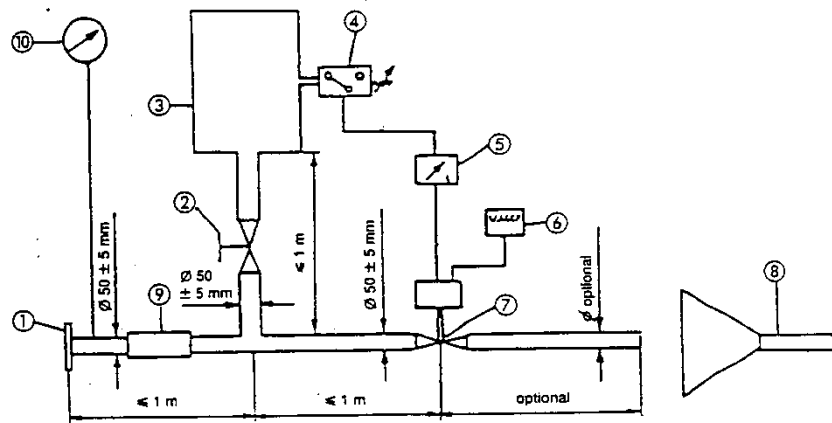 10
4
3
5
2
6
≤ 1 m
Ø 50 ± 5 mm
Ø 50
± 5 mm
Ø 50 ± 5 mm
Ø optional
7
8
9
1
≤ 1 m
≤ 1 m
optional